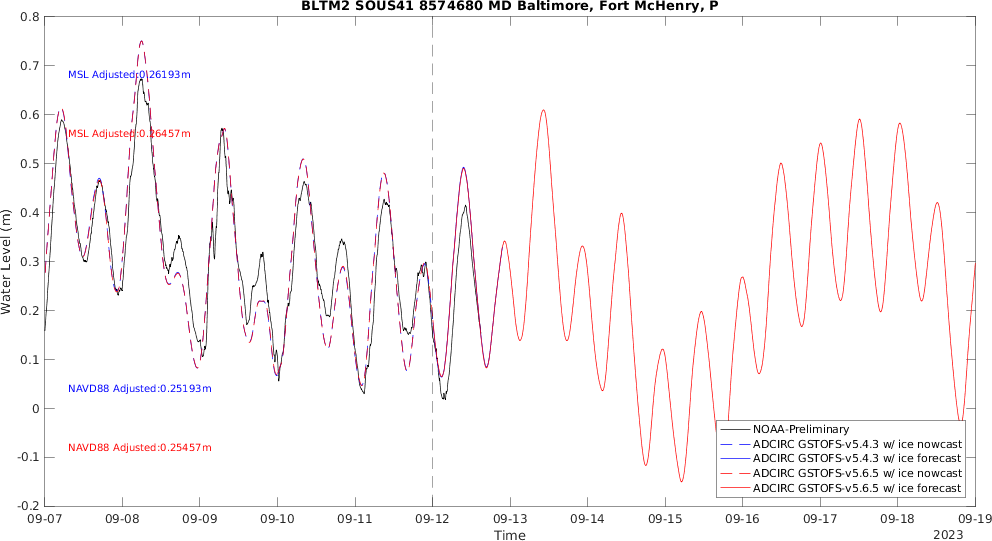 BLTM2 SOUS41 8574680 MD Baltimore, Fort McHenry, P
Water Level (m)
0.8
0.7
0.6
0.5
0.4
0.3
0.2
0.1
0
-0.1
-0.2
MSL Adjusted:0.26193m
MSL Adjusted:0.26457m
NAVD88 Adjusted:0.25193m
NAVD88 Adjusted:0.25457m
NOAA-Preliminary
ADCIRC GSTOFS-v5.4.3 w/ ice nowcast
ADCIRC GSTOFS-v5.4.3 w/ ice forecast
ADCIRC GSTOFS-v5.6.5 w/ ice nowcast
ADCIRC GSTOFS-v5.6.5 w/ ice forecast
09-07 09-08 09-09 09-10 09-11 09-12 09-13 09-14 09-15 09-16 09-17 09-18 09-19
Time
2023